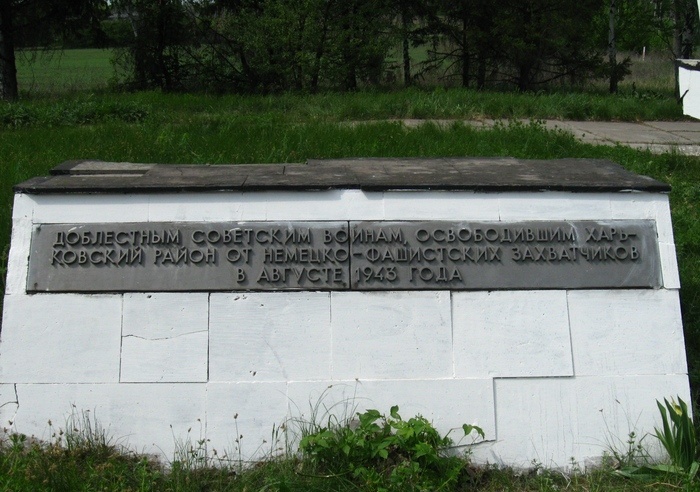 ДОБЛЕСТНЫМ СОВЕТСКИМ ВОИНАМ, ОСВОБОДИВШИМ ХАРЬ-
КОВСКИЙ РАЙОН ОТ НЕМЕЦКО-ФАШИСТСКИХ ЗАХВАТЧИКОВ
В АВГУСТЕ 1943 ГОДА